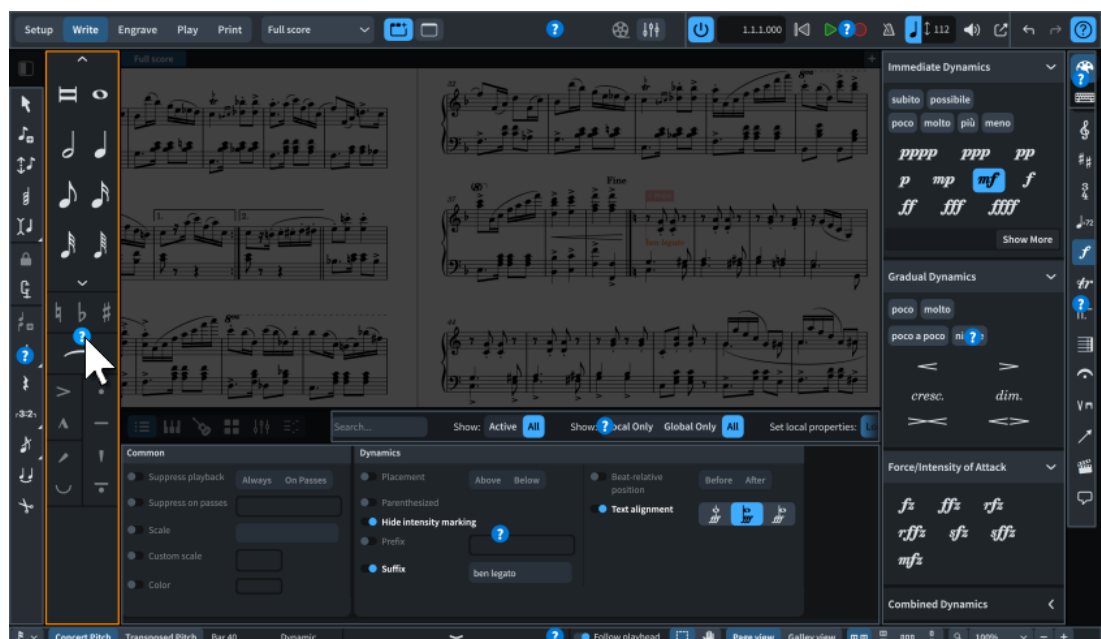 Setup Write Engrave Play Print Full score 1.1.1.000 112
Full score
Immediate Dynamics
subito possibile
poco molto più meno
pppp ppp pp
p mp mf f
ff fff ffff
Show More
Fine
1. 2.
ben legato
Gradual Dynamics
poco molto
poco a poco
cresc. dim.
Search... Show: Active All Show: Local Only Global Only All Set local properties:
Common
Suppress playback Always On Passes
Suppress on passes
Scale
Custom scale
Color
Dynamics
Placement Above Below
Parenthesized
Hide intensity marking
Prefix
Suffix ben legato
Beat-relative position Before After
Text alignment
Force/Intensity of Attack
fz ffz rfz
rffz sfz sffz
mfz
Combined Dynamics
Concert Pitch Transposed Pitch Bar 40 Dynamic Follow playhead Page view Galley view 100%